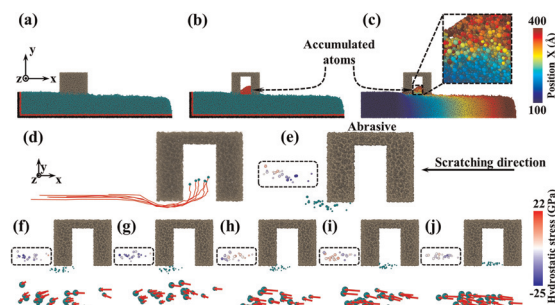 (a)
y
z x
(b)
Accumulated
atoms
(c)
400
Position X (Å)
100
(d)
z x
(e)
Abrasive
Scratching direction
22
Hydrostatic stress (GPa)
-25
(f)
(g)
(h)
(i)
(j)